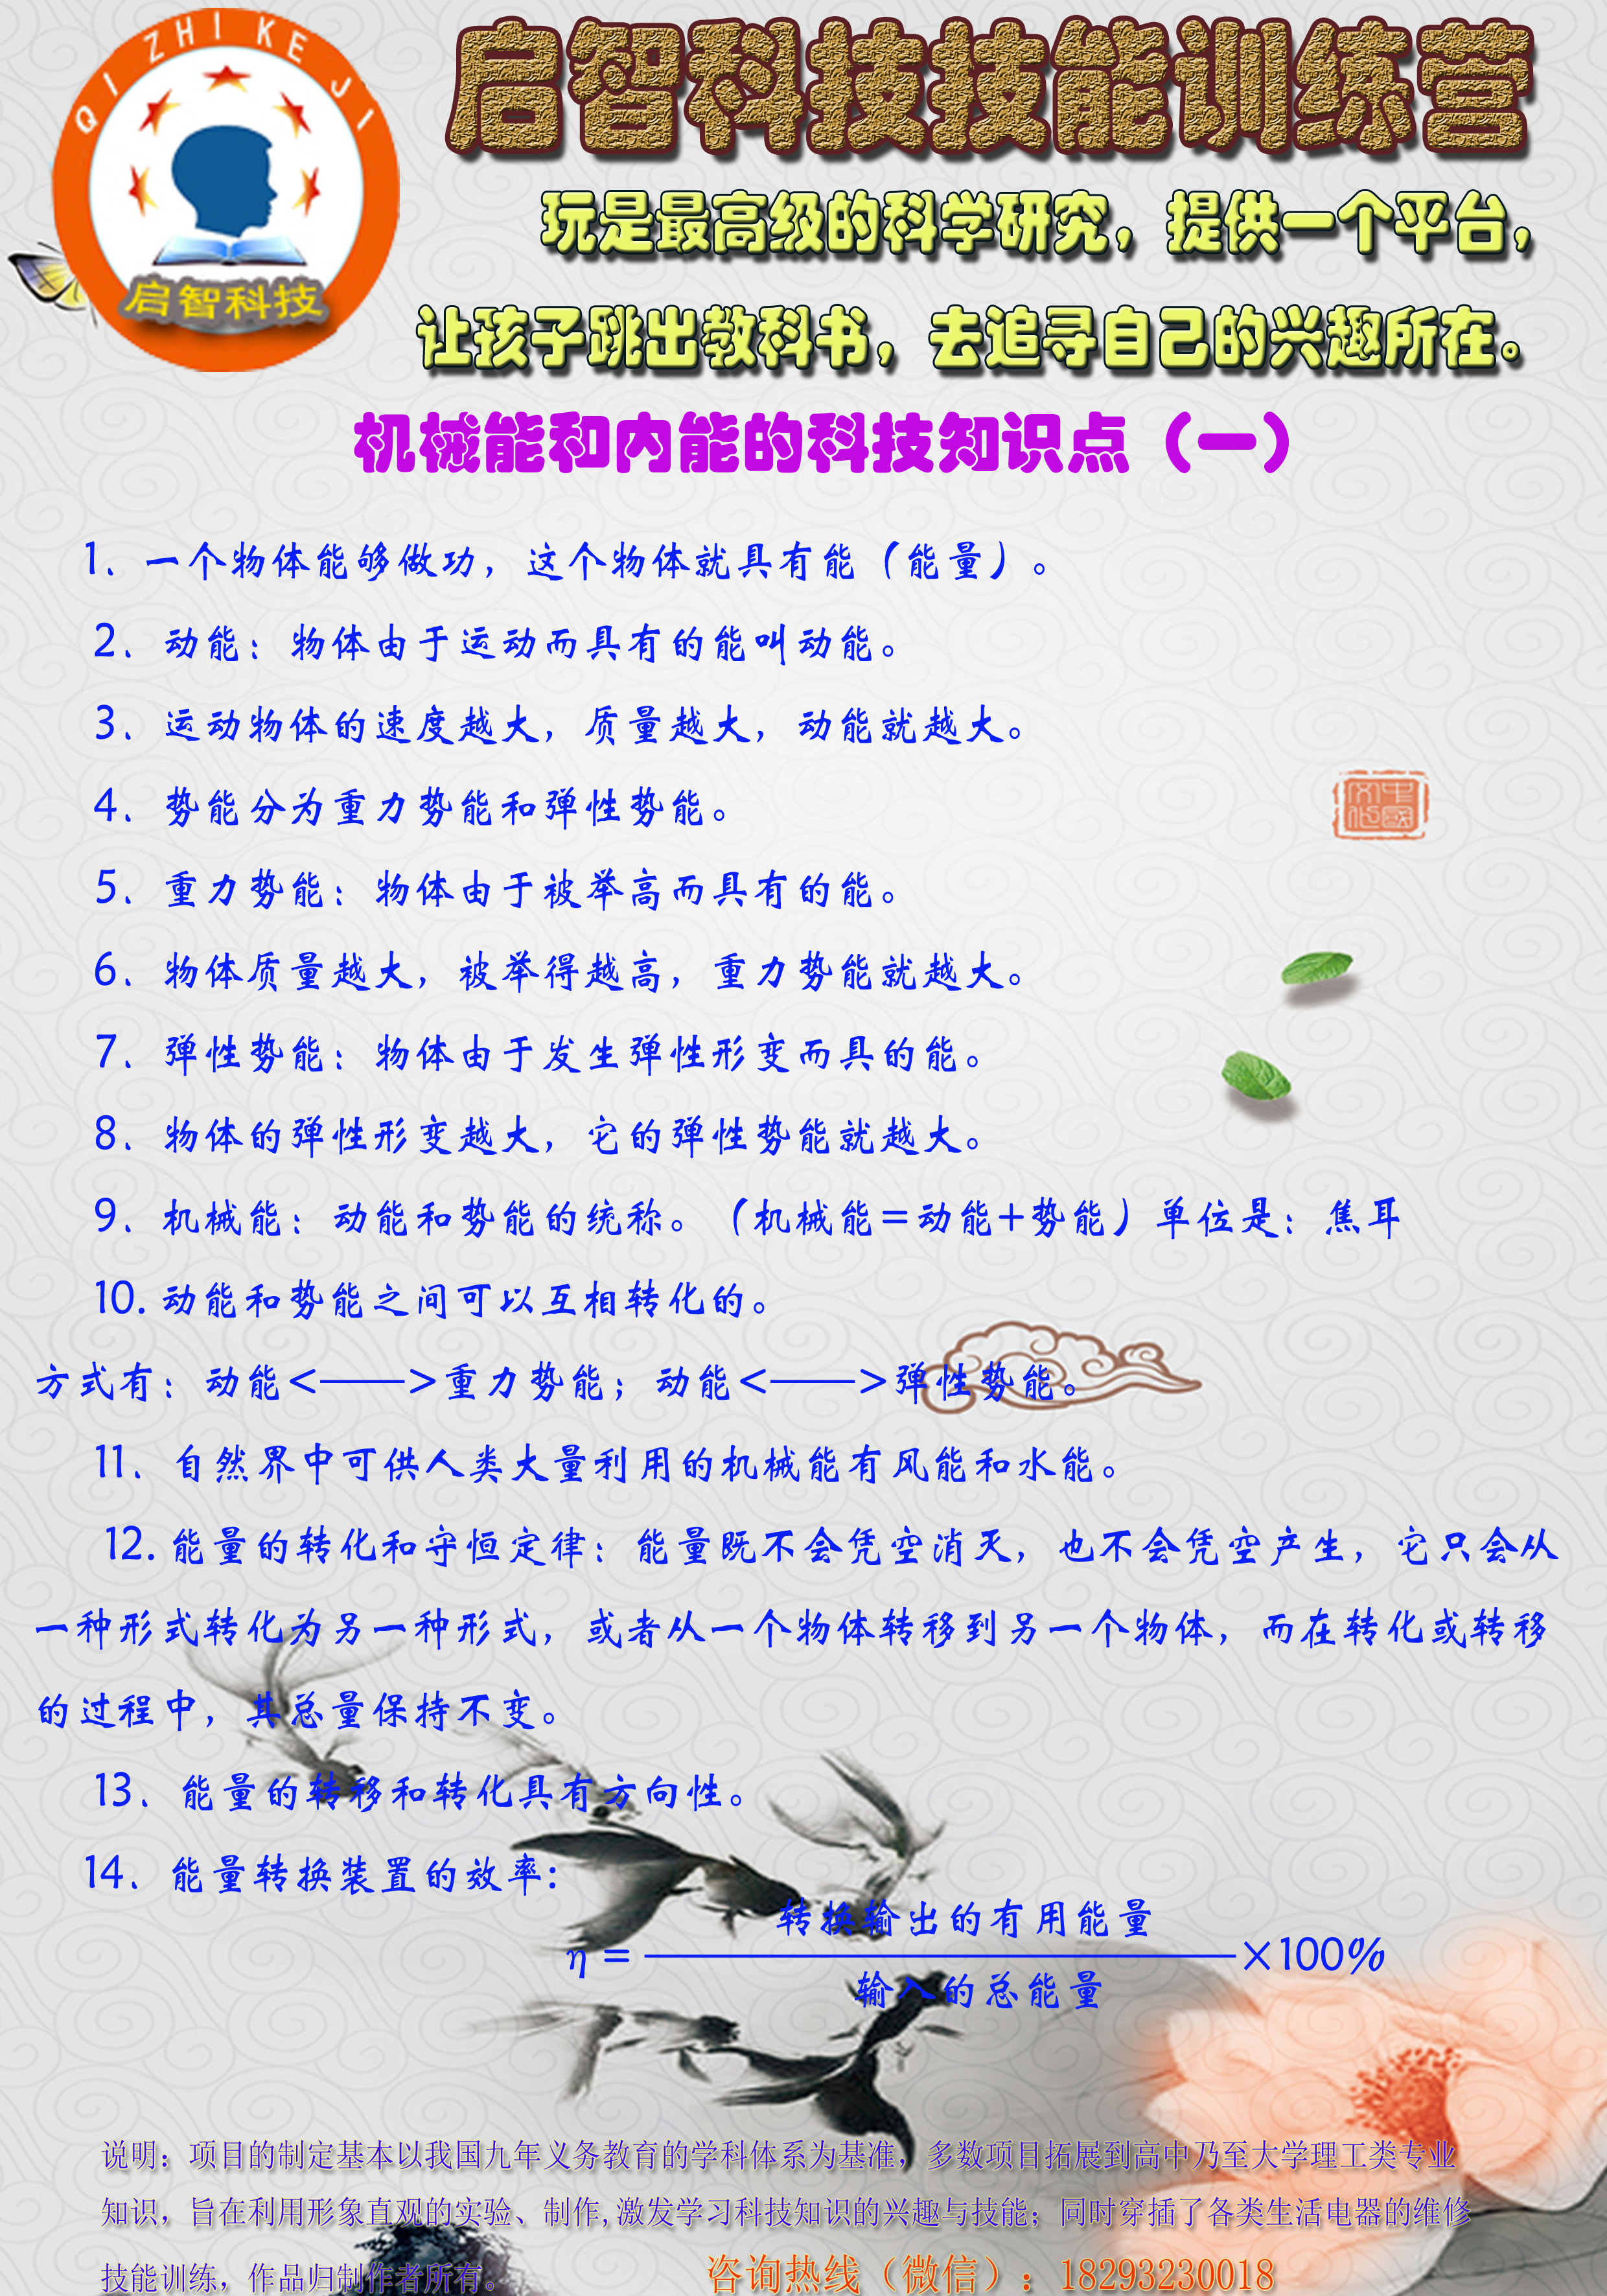 QI ZHI KE JI
启智科技
启智科技技能训练营
玩是最高级的科学研究，提供一个平台，
让孩子跳出教科书，去追寻自己的兴趣所在。
机械能和内能的科技知识点（一）
1、一个物体能够做功，这个物体就具有能（能量）。
2、动能：物体由于运动而具有的能叫动能。
3、运动物体的速度越大，质量越大，动能就越大。
4、势能分为重力势能和弹性势能。
5、重力势能：物体由于被举高而具有的能。
6、物体质量越大，被举得越高，重力势能就越大。
7、弹性势能：物体由于发生弹性形变而具的能。
8、物体的弹性形变越大，它的弹性势能就越大。
9、机械能：动能和势能的统称。（机械能=动能+势能）单位是：焦耳
10. 动能和势能之间可以互相转化的。
方式有：动能<——>重力势能；动能<——>弹性势能。
11、自然界中可供人类大量利用的机械能有风能和水能。
12. 能量的转化和守恒定律：能量既不会凭空消灭，也不会凭空产生，它只会从
一种形式转化为另一种形式，或者从一个物体转移到另一个物体，而在转化或转移
的过程中，其总量保持不变。
13、能量的转移和转化具有方向性。
14、能量转换装置的效率：
转换输出的有用能量
η = ×100%
输入的总能量
中國
文化
说明：项目的制定基本以我国九年义务教育的学科体系为基准，多数项目拓展到高中乃至大学理工类专业
知识，旨在利用形象直观的实验、制作,激发学习科技知识的兴趣与技能；同时穿插了各类生活电器的维修
技能训练，作品归制作者所有。
咨询热线（微信）：18293230018